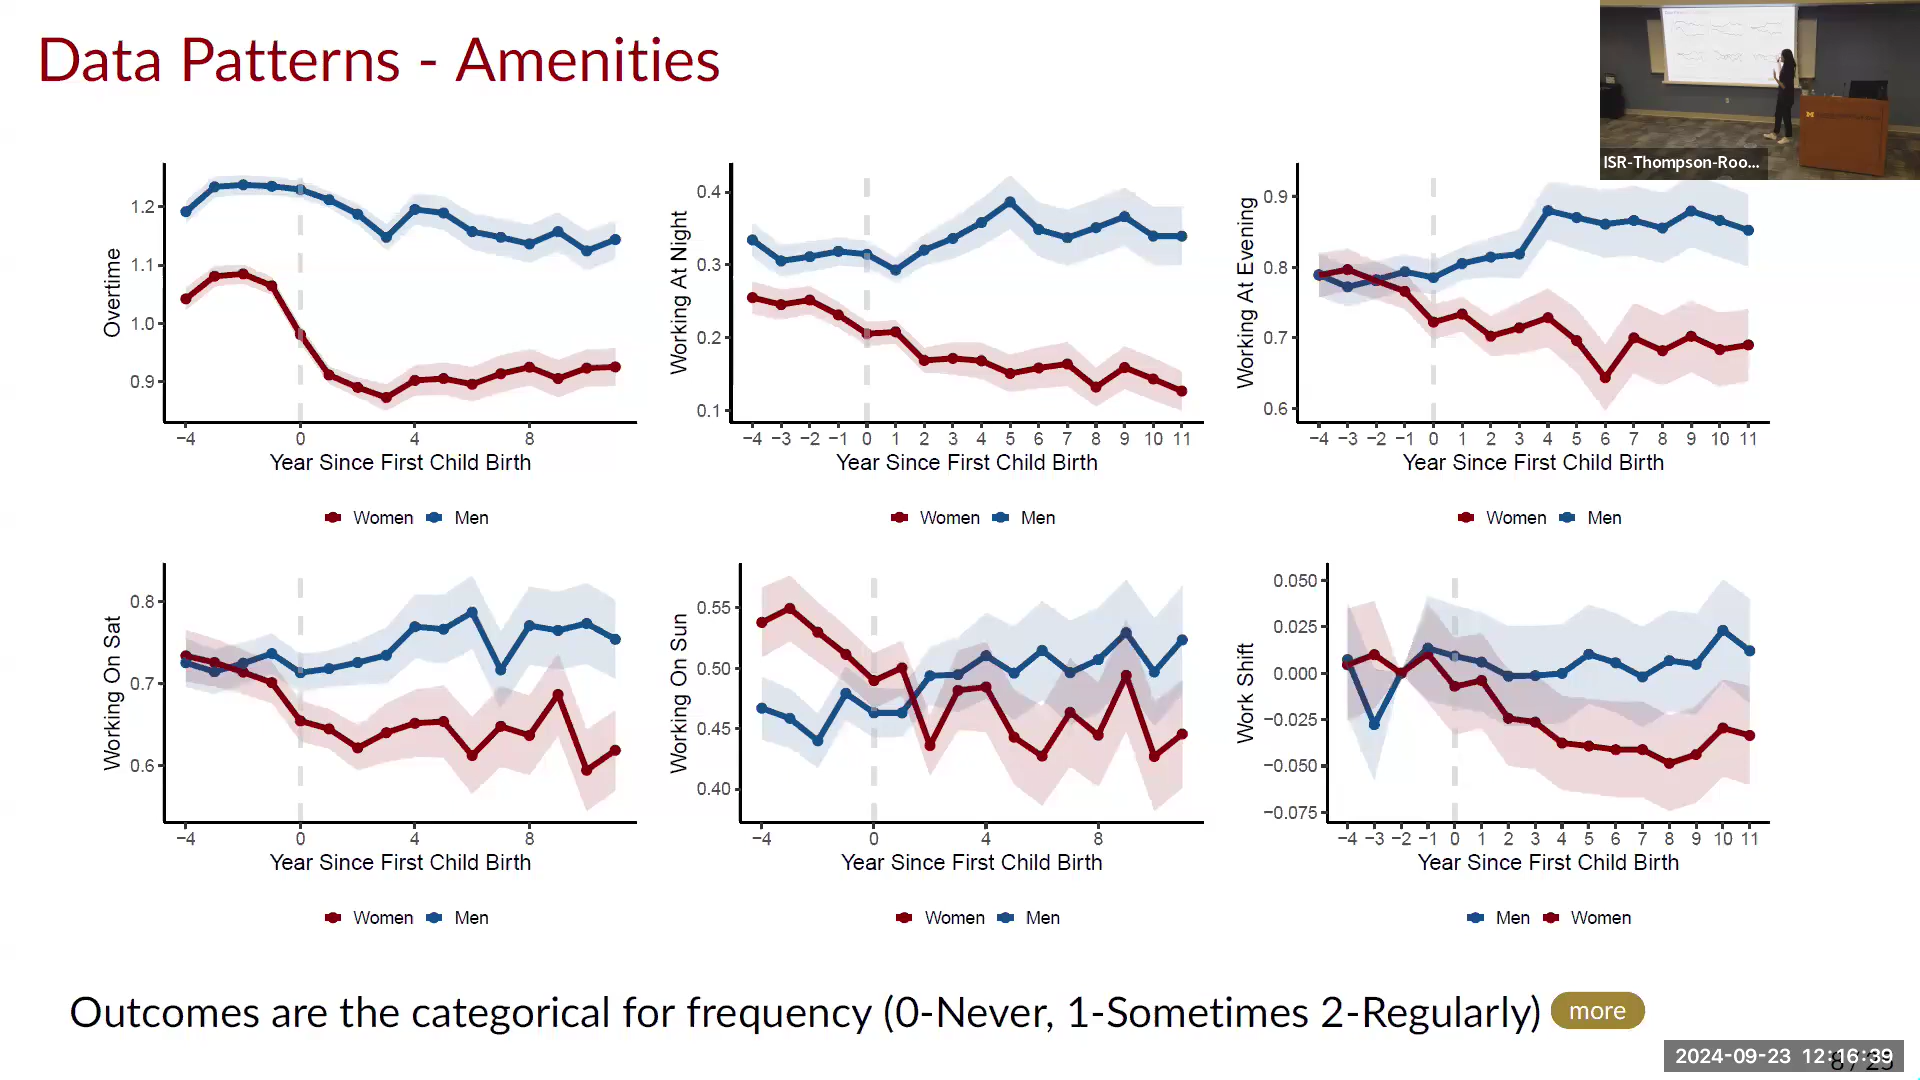 Data Patterns - Amenities
ISR-Thompson-Roo...
Overtime
1.2
1.1
1.0
0.9
−4 0 4 8
Year Since First Child Birth
Women Men
Working At Night
0.4
0.3
0.2
0.1
−4 −3 −2 −1 0 1 2 3 4 5 6 7 8 9 10 11
Year Since First Child Birth
Women Men
Working At Evening
0.9
0.8
0.7
0.6
−4 −3 −2 −1 0 1 2 3 4 5 6 7 8 9 10 11
Year Since First Child Birth
Women Men
Working On Sat
0.8
0.7
0.6
−4 0 4 8
Year Since First Child Birth
Women Men
Working On Sun
0.55
0.50
0.45
0.40
−4 0 4 8
Year Since First Child Birth
Women Men
Work Shift
0.050
0.025
0.000
−0.025
−0.050
−0.075
−4 −3 −2 −1 0 1 2 3 4 5 6 7 8 9 10 11
Year Since First Child Birth
Men Women
Outcomes are the categorical for frequency (0-Never, 1-Sometimes 2-Regularly) more
2024-09-23 12:16:39